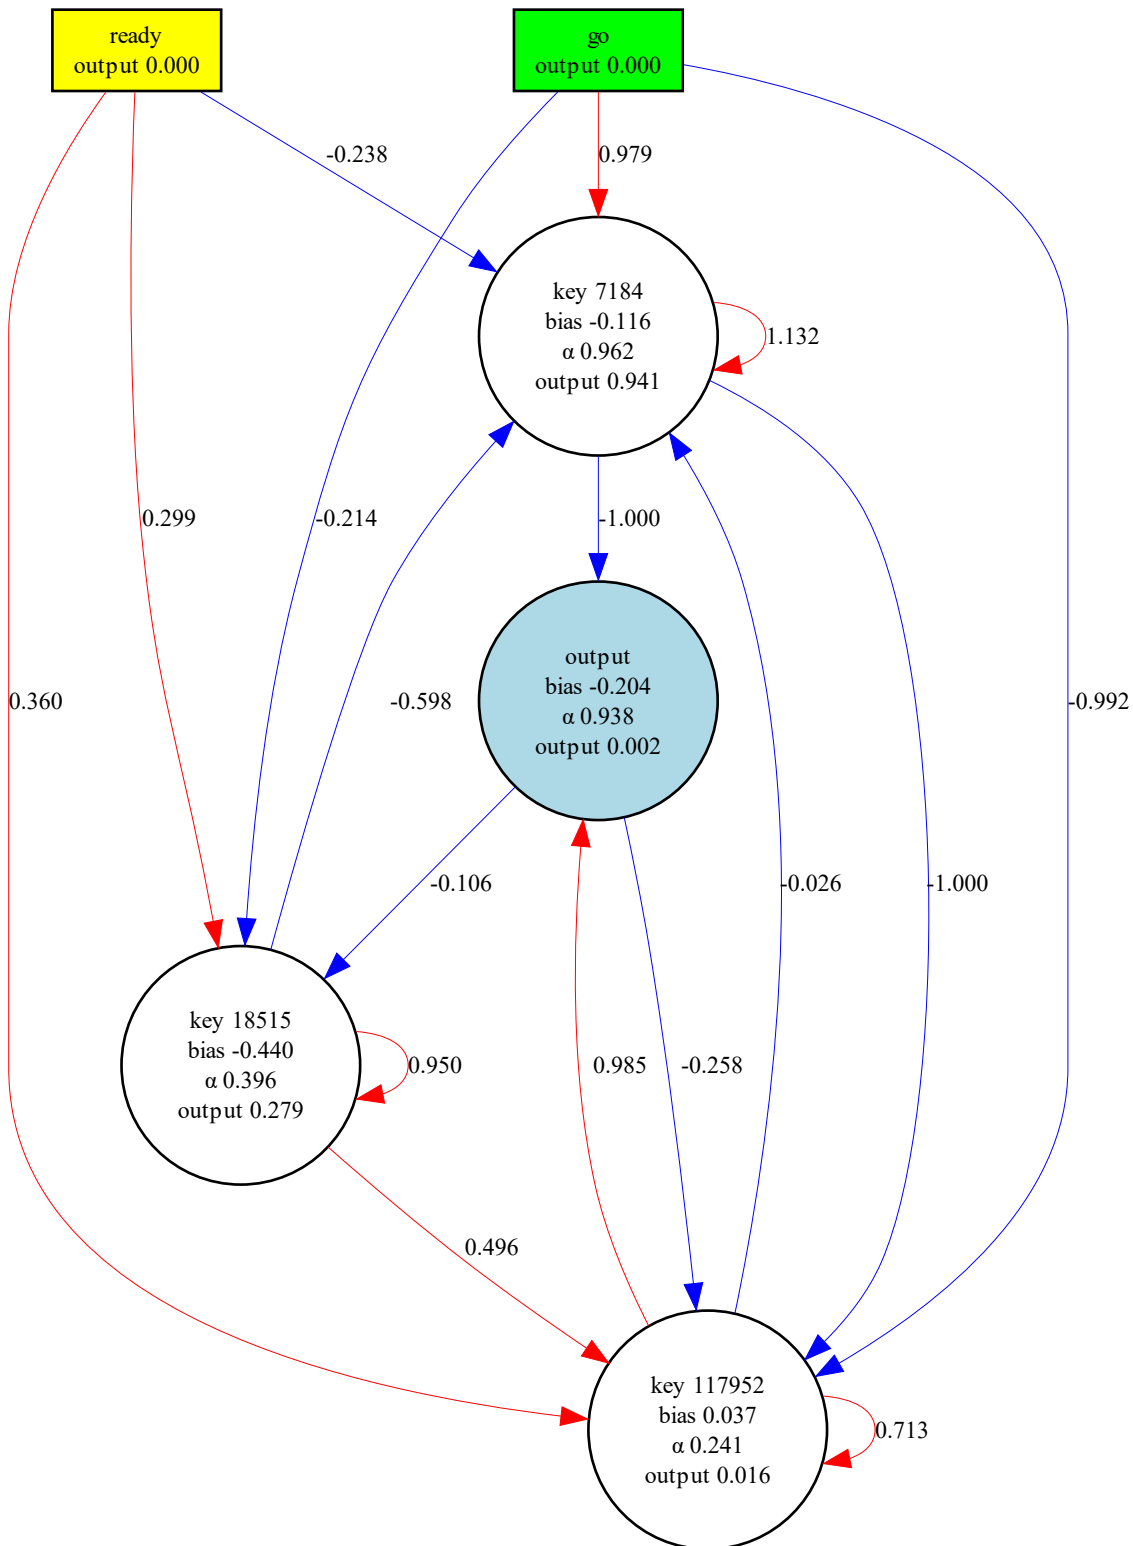 ready
output 0.000
go
output 0.000
-0.238
0.979
key 7184
bias -0.116
α 0.962
output 0.941
1.132
0.299
-0.214
-1.000
0.360
-0.598
output
bias -0.204
α 0.938
output 0.002
-0.992
-0.106
-0.026
-1.000
key 18515
bias -0.440
α 0.396
output 0.279
0.950
0.985
-0.258
0.496
key 117952
bias 0.037
α 0.241
output 0.016
0.713